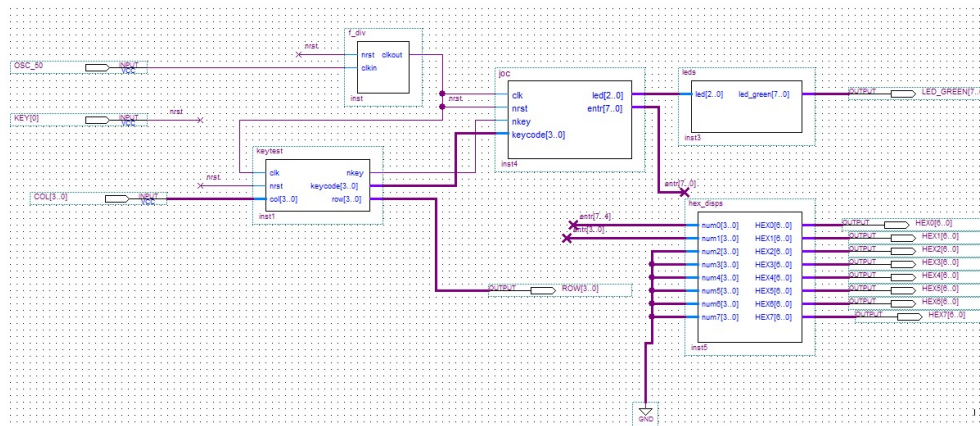 f_div
nrst
nrst clkout
clkin
inst
OSC_50
INPUT
VCC
KEY[0]
INPUT
VCC
nrst
joc
clk led[2..0]
nrst
nrst entr[7..0]
nkey
keycode[3..0]
inst4
leds
led[2..0] led_green[7..0]
inst3
OUTPUT
LED_GREEN[7..
keytest
clk nkey
nrst
nrst keycode[3..0]
col[3..0] row[3..0]
inst1
COL[3..0]
INPUT
VCC
OUTPUT
ROW[3..0]
entr[7..0]
hex_disps
entr[7..4]
entr[3..0]
num0[3..0] HEX0[6..0]
num1[3..0] HEX1[6..0]
num2[3..0] HEX2[6..0]
num3[3..0] HEX3[6..0]
num4[3..0] HEX4[6..0]
num5[3..0] HEX5[6..0]
num6[3..0] HEX6[6..0]
num7[3..0] HEX7[6..0]
inst5
OUTPUT HEX0[6..0]
OUTPUT HEX1[6..0]
OUTPUT HEX2[6..0]
OUTPUT HEX3[6..0]
OUTPUT HEX4[6..0]
OUTPUT HEX5[6..0]
OUTPUT HEX6[6..0]
OUTPUT HEX7[6..0]
GND